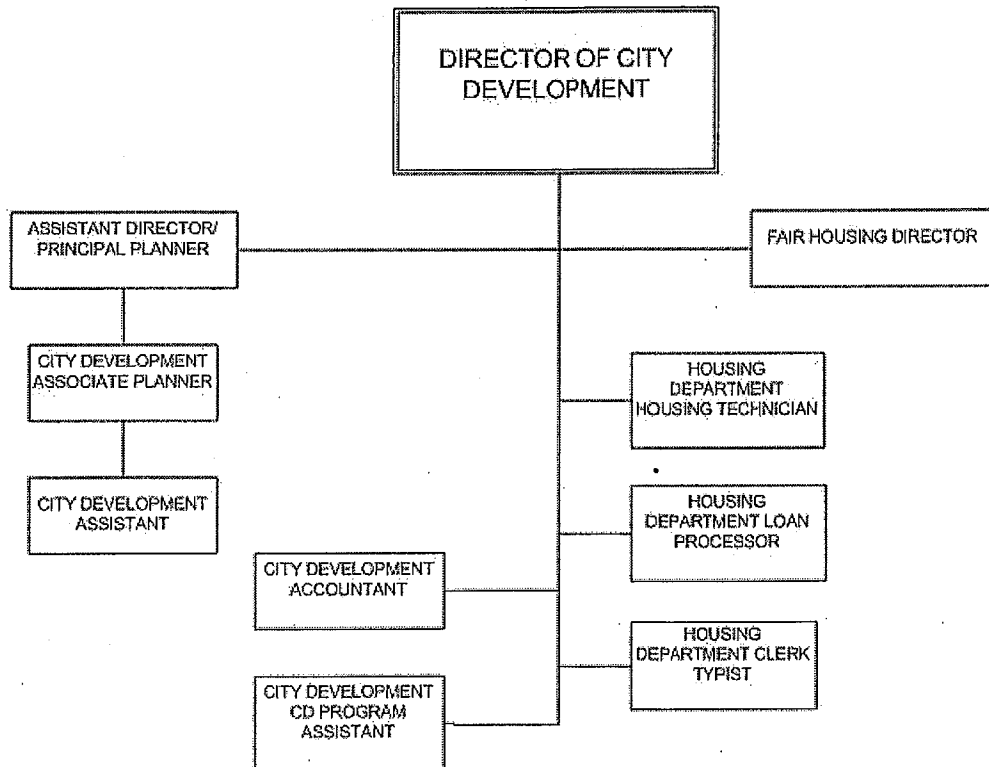 DIRECTOR OF CITY
DEVELOPMENT
ASSISTANT DIRECTOR/
PRINCIPAL PLANNER
FAIR HOUSING DIRECTOR
CITY DEVELOPMENT
ASSOCIATE PLANNER
HOUSING
DEPARTMENT
HOUSING TECHNICIAN
CITY DEVELOPMENT
ASSISTANT
HOUSING
DEPARTMENT LOAN
PROCESSOR
CITY DEVELOPMENT
ACCOUNTANT
HOUSING
DEPARTMENT CLERK
TYPIST
CITY DEVELOPMENT
CD PROGRAM
ASSISTANT